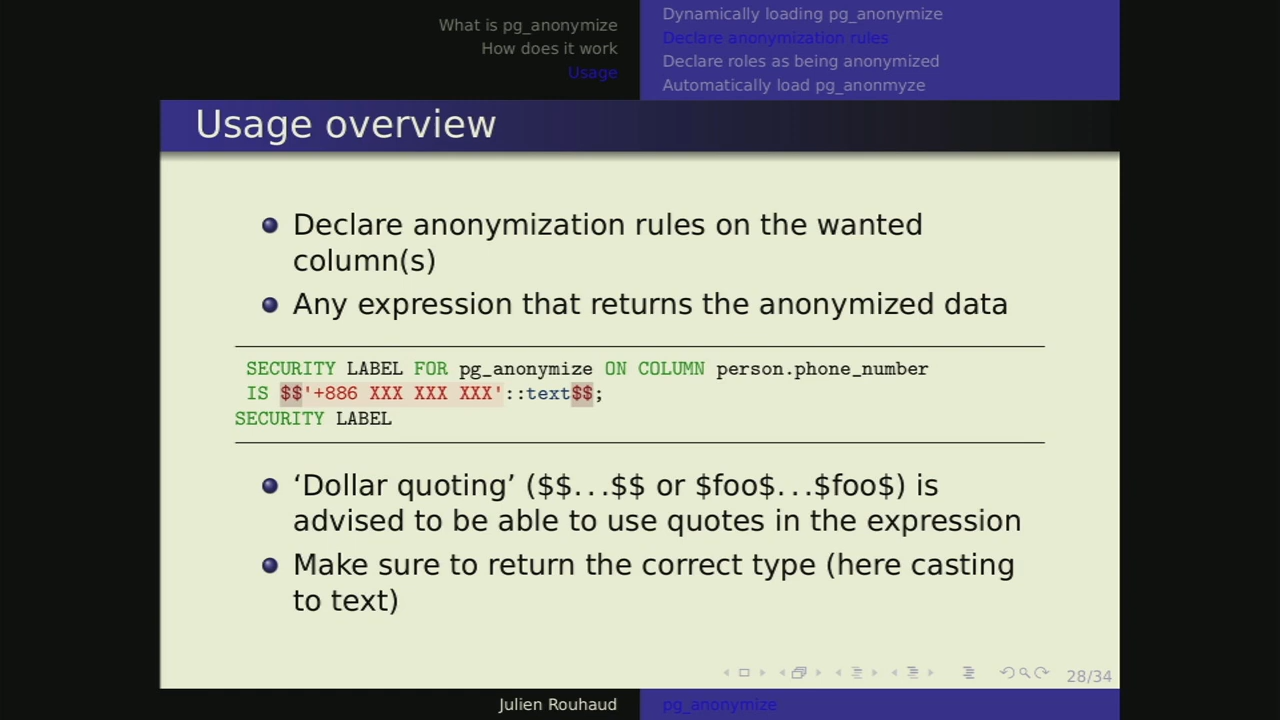 What is pg_anonymize
How does it work
Usage
Dynamically loading pg_anonymize
Declare anonymization rules
Declare roles as being anonymized
Automatically load pg_anonmyze
Usage overview
Declare anonymization rules on the wanted
column(s)
Any expression that returns the anonymized data
SECURITY LABEL FOR pg_anonymize ON COLUMN person.phone_number
IS $$'+886 XXX XXX XXX'::text$$;
SECURITY LABEL
‘Dollar quoting’ ($$...$$ or $foo$...$foo$) is
advised to be able to use quotes in the expression
Make sure to return the correct type (here casting
to text)
28/34
Julien Rouhaud
pg_anonymize